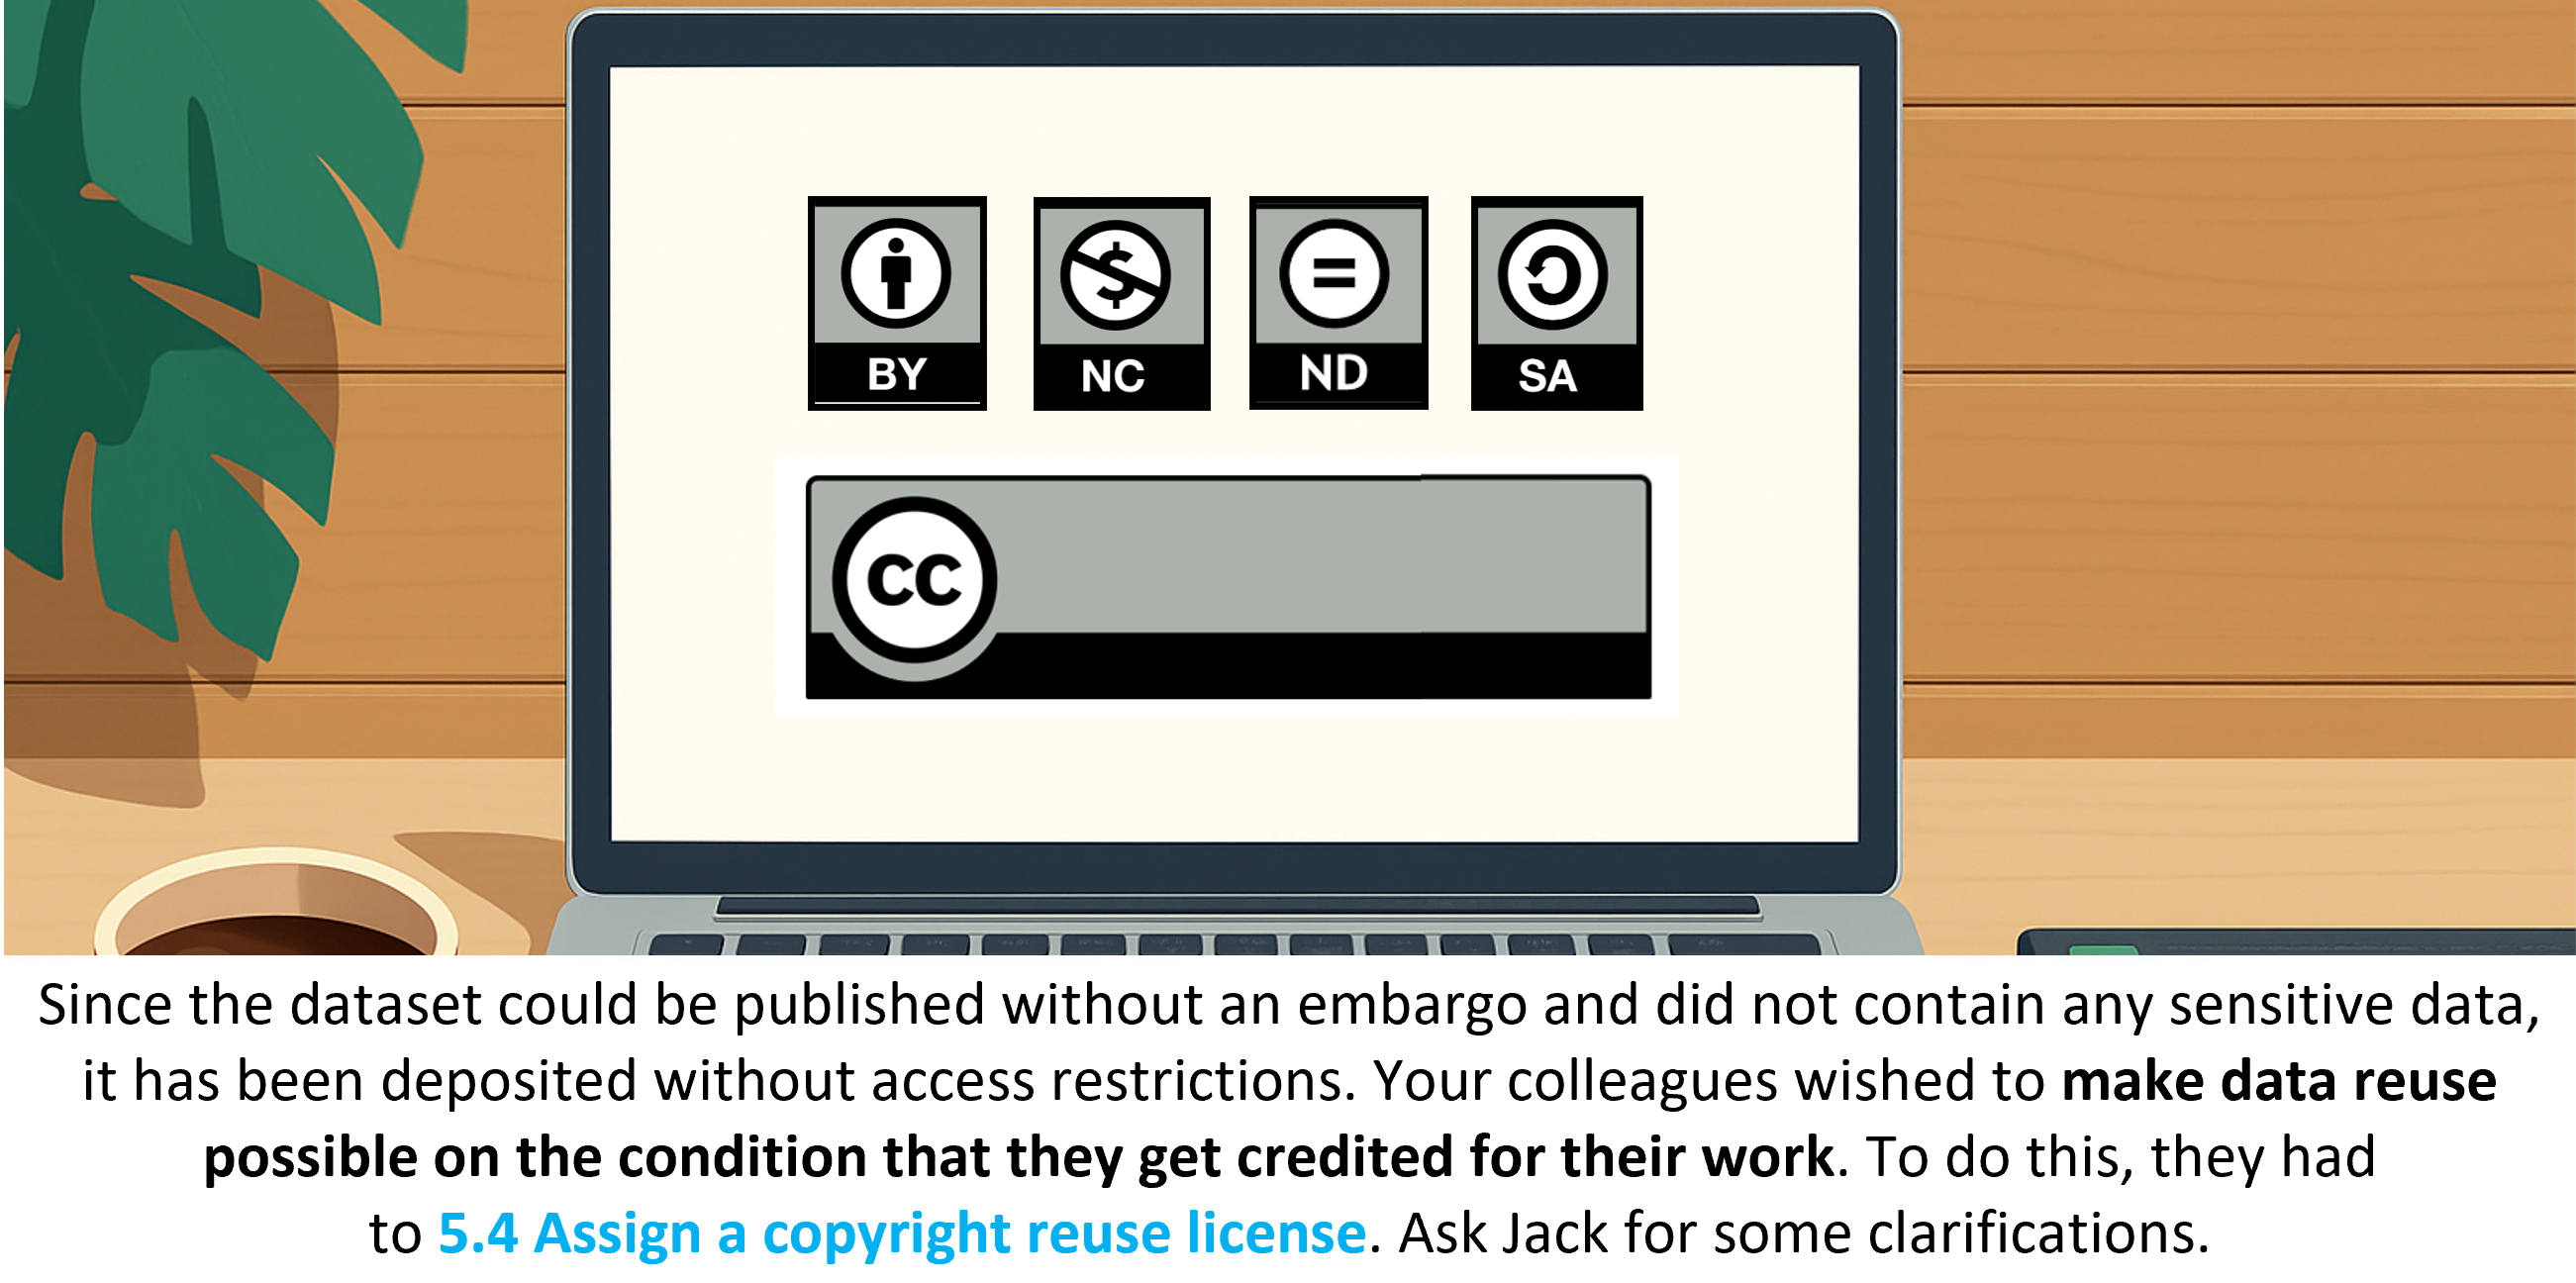 BY NC ND SA
CC
Since the dataset could be published without an embargo and did not contain any sensitive data,
it has been deposited without access restrictions. Your colleagues wished to make data reuse
possible on the condition that they get credited for their work. To do this, they had
to 5.4 Assign a copyright reuse license. Ask Jack for some clarifications.